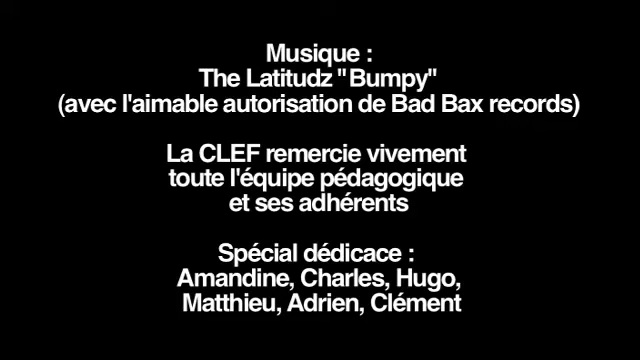 Musique :
The Latitudz "Bumpy"
(avec l'aimable autorisation de Bad Bax records)
La CLEF remercie vivement
toute l'équipe pédagogique
et ses adhérents
Spécial dédicace :
Amandine, Charles, Hugo,
Matthieu, Adrien, Clément